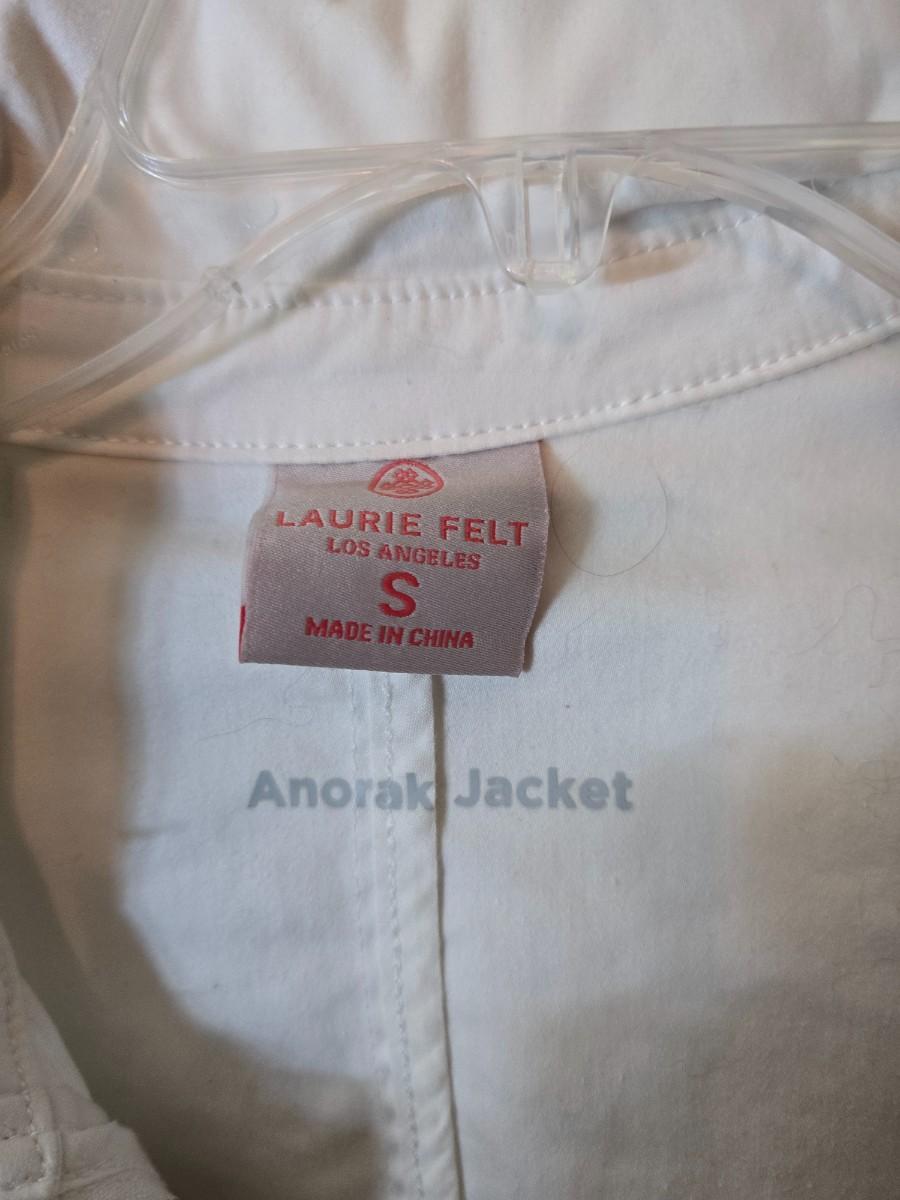 LAURIE FELT
LOS ANGELES
S
MADE IN CHINA
Anorak Jacket